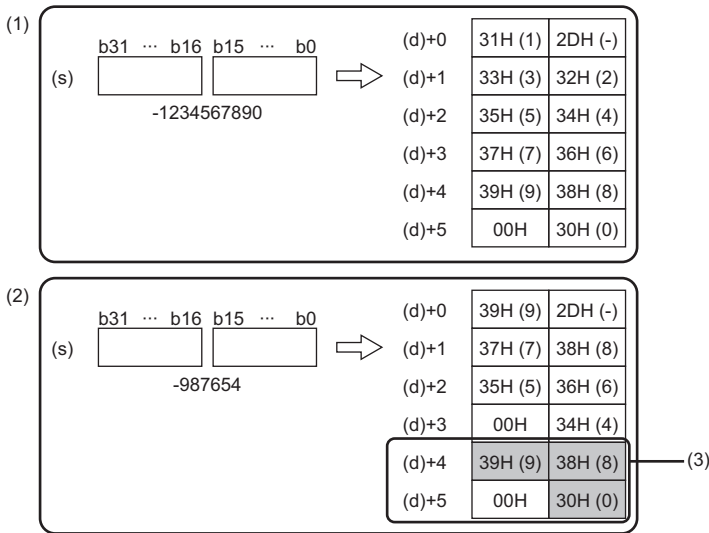 (1)
b31 ··· b16 b15 ··· b0
(s)
-1234567890
(d)+0 31H (1) 2DH (-)
(d)+1 33H (3) 32H (2)
(d)+2 35H (5) 34H (4)
(d)+3 37H (7) 36H (6)
(d)+4 39H (9) 38H (8)
(d)+5 00H 30H (0)
(2)
b31 ··· b16 b15 ··· b0
(s)
-987654
(d)+0 39H (9) 2DH (-)
(d)+1 37H (7) 38H (8)
(d)+2 35H (5) 36H (6)
(d)+3 00H 34H (4)
(d)+4 39H (9) 38H (8) (3)
(d)+5 00H 30H (0)